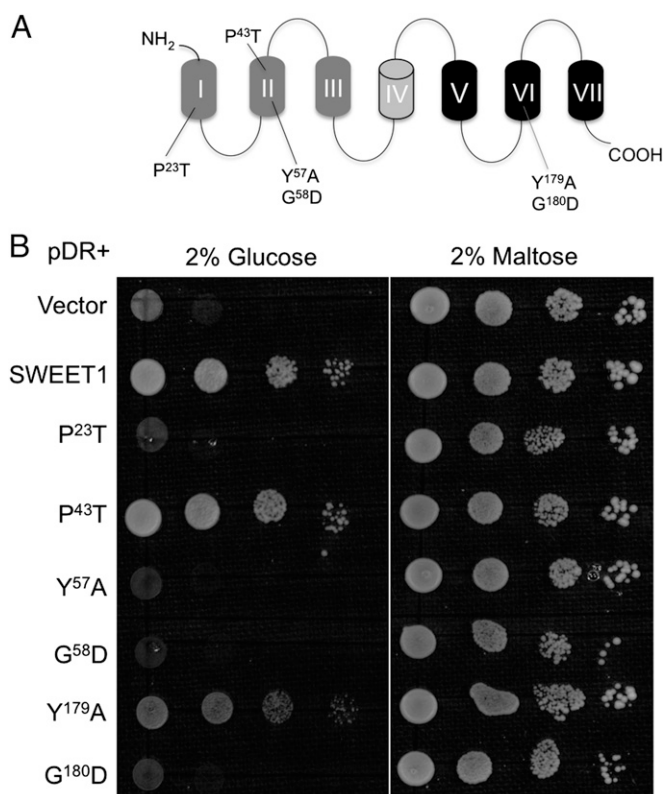 A
NH₂
P⁴³T
I II III IV V VI VII
P²³T
Y⁵⁷A
G⁵⁸D
Y¹⁷⁹A
G¹⁸⁰D
COOH
B pDR+ 2% Glucose 2% Maltose
Vector
SWEET1
P²³T
P⁴³T
Y⁵⁷A
G⁵⁸D
Y¹⁷⁹A
G¹⁸⁰D